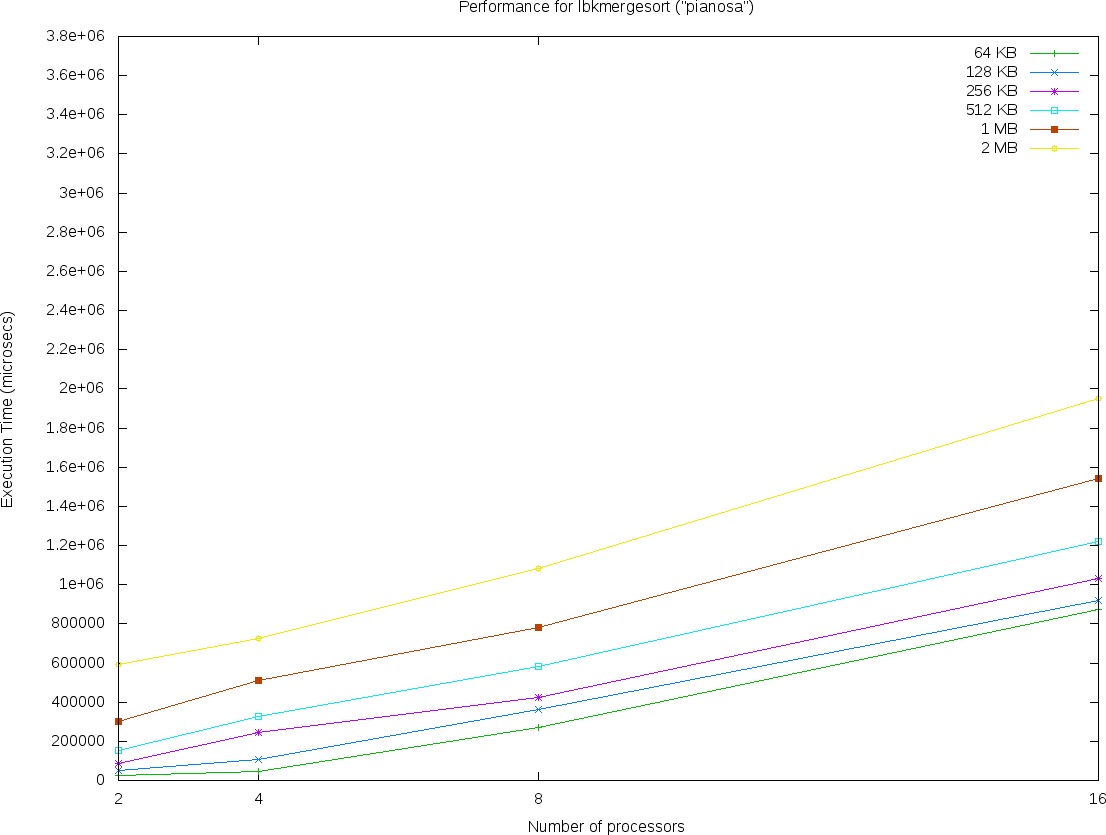 Performance for lbkmergesort ("pianosa")
3.8e+06
3.6e+06
3.4e+06
3.2e+06
3e+06
2.8e+06
2.6e+06
2.4e+06
2.2e+06
2e+06
1.8e+06
1.6e+06
1.4e+06
1.2e+06
1e+06
800000
600000
400000
200000
0
Execution Time (microsecs)
64 KB
128 KB
256 KB
512 KB
1 MB
2 MB
2 4 8 16
Number of processors